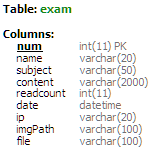 Table: exam
Columns:
num int(11) PK
name varchar(20)
subject varchar(50)
content varchar(2000)
readcount int(11)
date datetime
ip varchar(20)
imgPath varchar(100)
file varchar(100)